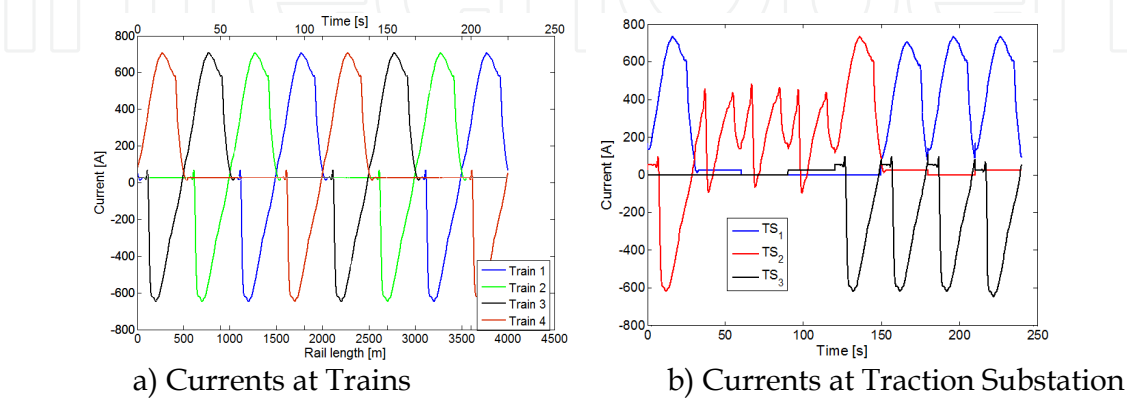 Time [s]
0 50 100 150 200 250
800
600
400
200
0
-200
-400
-600
-800
Current [A]
0 500 1000 1500 2000 2500 3000 3500 4000 4500
Rail length [m]
Train 1
Train 2
Train 3
Train 4
a) Currents at Trains
800
600
400
200
0
-200
-400
-600
-800
Current [A]
TS1
TS2
TS3
0 50 100 150 200 250
Time [s]
b) Currents at Traction Substation